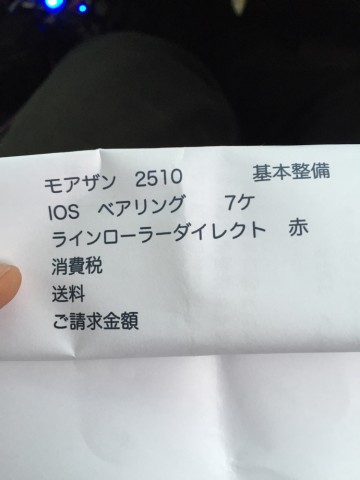 モアザン 2510 基本整備
IOS ベアリング 7ケ
ラインローラーダイレクト 赤
消費税
送料
ご請求金額